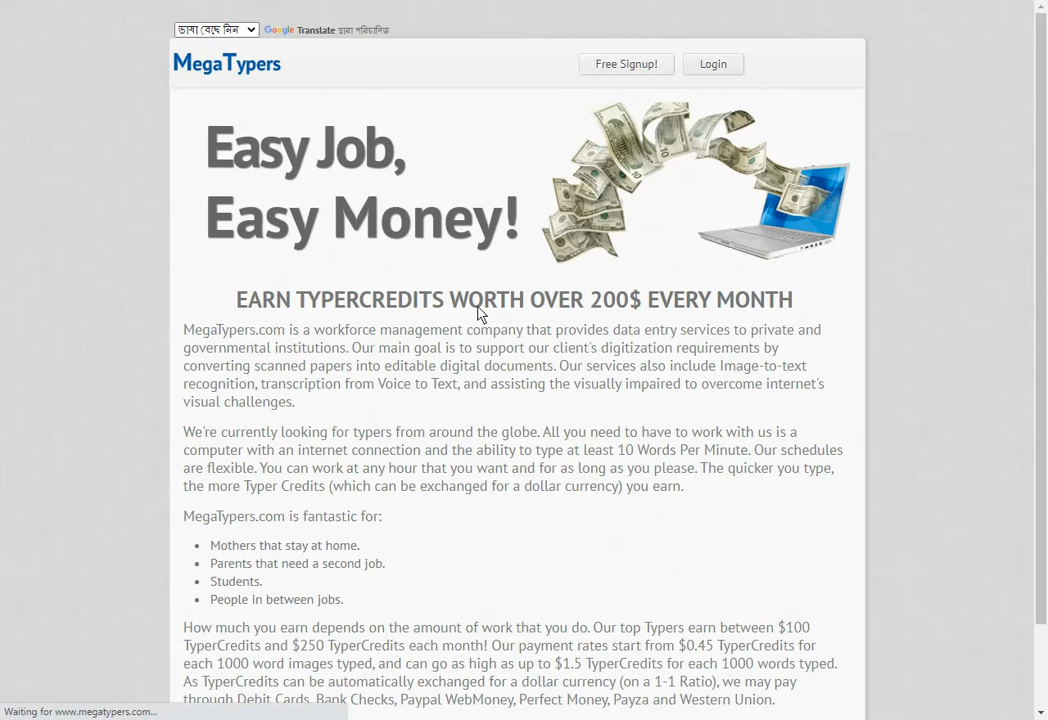 ভাষা বেছে নিন Google Translate দ্বারা পরিচালিত
MegaTypers Free Signup! Login
Easy Job,
Easy Money!
EARN TYPERCREDITS WORTH OVER 200$ EVERY MONTH
MegaTypers.com is a workforce management company that provides data entry services to private and
governmental institutions. Our main goal is to support our client's digitization requirements by
converting scanned papers into editable digital documents. Our services also include Image-to-text
recognition, transcription from Voice to Text, and assisting the visually impaired to overcome internet's
visual challenges.
We're currently looking for typers from around the globe. All you need to have to work with us is a
computer with an internet connection and the ability to type at least 10 Words Per Minute. Our schedules
are flexible. You can work at any hour that you want and for as long as you please. The quicker you type,
the more Typer Credits (which can be exchanged for a dollar currency) you earn.
MegaTypers.com is fantastic for:
• Mothers that stay at home.
• Parents that need a second job.
• Students.
• People in between jobs.
How much you earn depends on the amount of work that you do. Our top Typers earn between $100
TyperCredits and $250 TyperCredits each month! Our payment rates start from $0.45 TyperCredits for
each 1000 word images typed, and can go as high as up to $1.5 TyperCredits for each 1000 words typed.
As TyperCredits can be automatically exchanged for a dollar currency (on a 1-1 Ratio), we may pay
through Debit Cards, Bank Checks, Paypal WebMoney, Perfect Money, Payza and Western Union.
Waiting for www.megatypers.com...